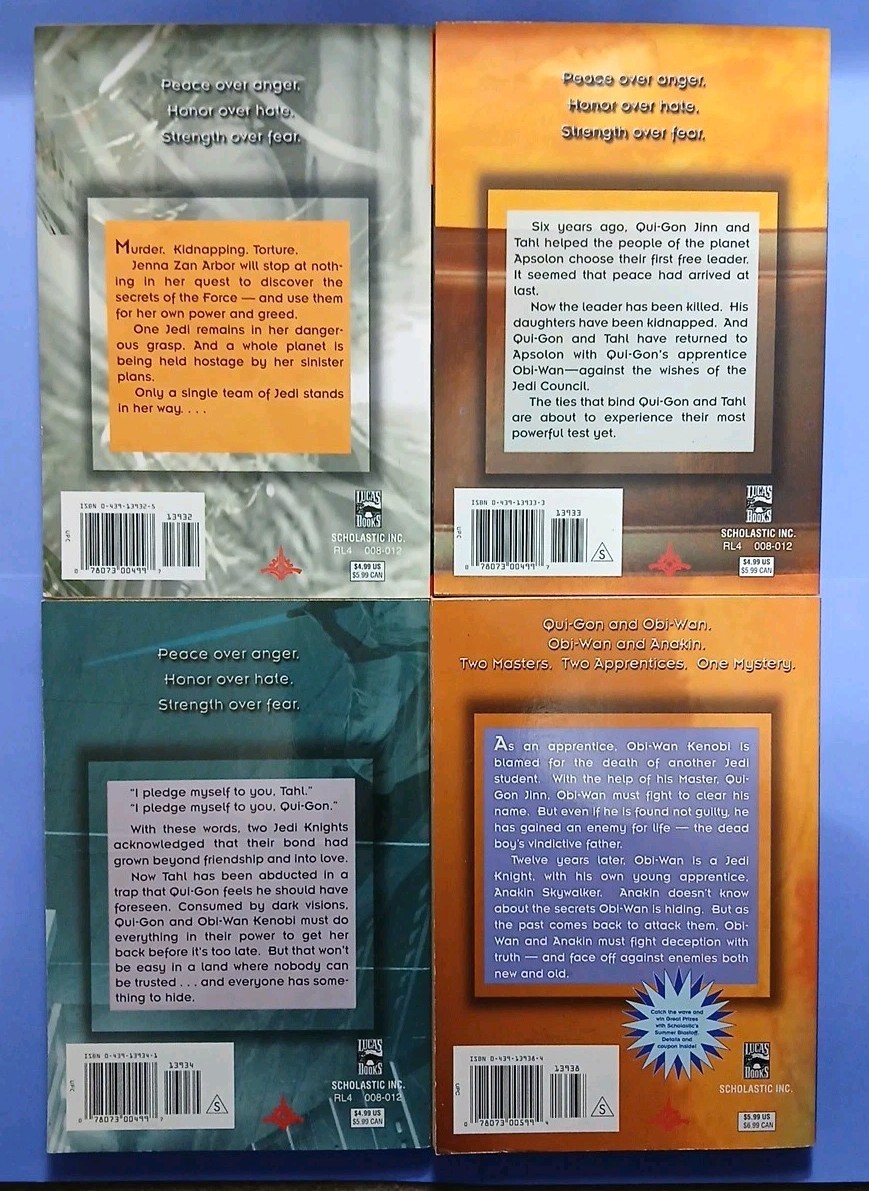 Peace over anger.
Honor over hate.
Strength over fear.
Murder. Kidnapping. Torture.
Jenna Zan Arbor will stop at noth-
ing in her quest to discover the
secrets of the Force — and use them
for her own power and greed.
One Jedi remains in her danger-
ous grasp. And a whole planet is
being held hostage by her sinister
plans.
Only a single team of Jedi stands
in her way. . . .
ISBN 0-439-13932-5
13932
UPC
0 78073 00499 7
LUCAS
BOOKS
SCHOLASTIC INC.
RL4 008-012
$4.99 US
$5.99 CAN
Peace over anger.
Honor over hate.
Strength over fear.
Six years ago, Qui-Gon Jinn and
Tahl helped the people of the planet
Apsolon choose their first free leader.
It seemed that peace had arrived at
last.
Now the leader has been killed. His
daughters have been kidnapped. And
Qui-Gon and Tahl have returned to
Apsolon with Qui-Gon's apprentice
Obi-Wan—against the wishes of the
Jedi Council.
The ties that bind Qui-Gon and Tahl
are about to experience their most
powerful test yet.
ISBN 0-439-13933-3
13933
UPC
0 78073 00499 7
S
LUCAS
BOOKS
SCHOLASTIC INC.
RL4 008-012
$4.99 US
$5.99 CAN
Peace over anger.
Honor over hate.
Strength over fear.
"I pledge myself to you, Tahl."
"I pledge myself to you, Qui-Gon."
With these words, two Jedi Knights
acknowledged that their bond had
grown beyond friendship and into love.
Now Tahl has been abducted in a
trap that Qui-Gon feels he should have
foreseen. Consumed by dark visions,
Qui-Gon and Obi-Wan Kenobi must do
everything in their power to get her
back before it's too late. But that won't
be easy in a land where nobody can
be trusted . . . and everyone has some-
thing to hide.
ISBN 0-439-13934-1
13934
UPC
0 78073 00499 7
S
LUCAS
BOOKS
SCHOLASTIC INC.
RL4 008-012
$4.99 US
$5.99 CAN
Qui-Gon and Obi-Wan.
Obi-Wan and Anakin.
Two Masters. Two Apprentices. One Mystery.
As an apprentice, Obi-Wan Kenobi is
blamed for the death of another Jedi
student. With the help of his Master, Qui-
Gon Jinn, Obi-Wan must fight to clear his
name. But even if he is found not guilty, he
has gained an enemy for life — the dead
boy's vindictive father.
Twelve years later, Obi-Wan is a Jedi
Knight, with his own young apprentice,
Anakin Skywalker. Anakin doesn't know
about the secrets Obi-Wan is hiding. But as
the past comes back to attack them, Obi-
Wan and Anakin must fight deception with
truth — and face off against enemies both
new and old.
Catch the wave and
win Great Prizes
with Scholastic's
Summer Blastoff.
Details and
coupon inside!
ISBN 0-439-13938-4
13938
UPC
0 78073 00599 4
S
LUCAS
BOOKS
SCHOLASTIC INC.
$5.99 US
$6.99 CAN